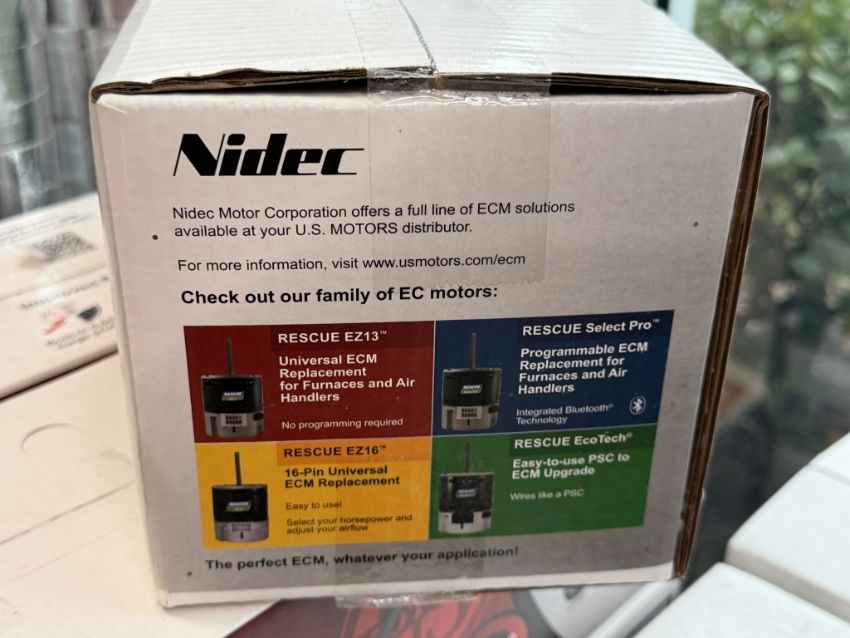 Nidec
Nidec Motor Corporation offers a full line of ECM solutions
available at your U.S. MOTORS distributor.
For more information, visit www.usmotors.com/ecm
Check out our family of EC motors:
RESCUE EZ13™
Universal ECM
Replacement
for Furnaces and Air
Handlers
No programming required
RESCUE Select Pro™
Programmable ECM
Replacement for
Furnaces and Air
Handlers
Integrated Bluetooth®
Technology
RESCUE EZ16™
16-Pin Universal
ECM Replacement
Easy to use!
Select your horsepower and
adjust your airflow
RESCUE EcoTech®
Easy-to-use PSC to
ECM Upgrade
Wires like a PSC
The perfect ECM, whatever your application!